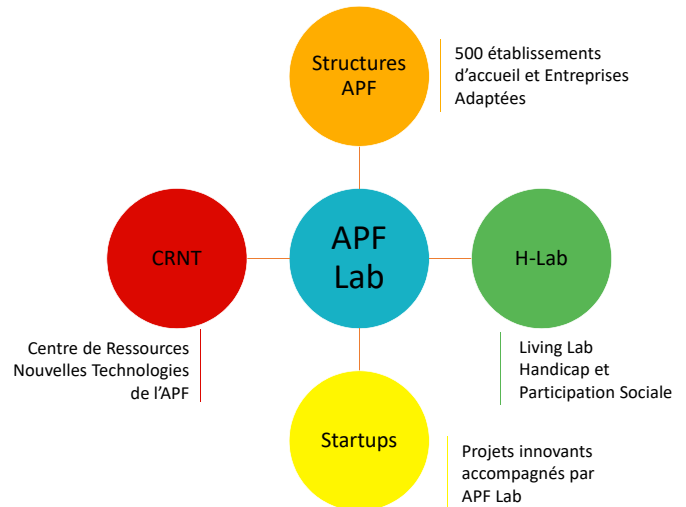 Structures
APF
500 établissements
d’accueil et Entreprises
Adaptées
CRNT
APF
Lab
H-Lab
Centre de Ressources
Nouvelles Technologies
de l’APF
Living Lab
Handicap et
Participation Sociale
Startups
Projets innovants
accompagnés par
APF Lab